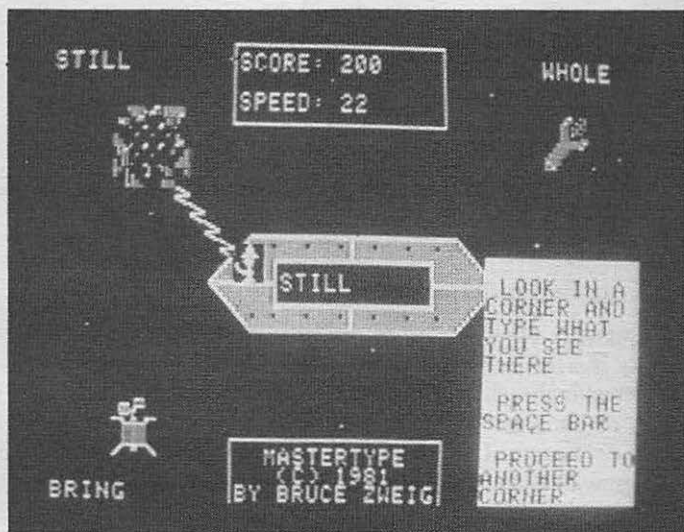 STILL
SCORE: 200
SPEED: 22
WHOLE
STILL
LOOK IN A
CORNER AND
TYPE WHAT
YOU SEE
THERE
PRESS THE
SPACE BAR.
PROCEED TO
ANOTHER
CORNER
BRING
MASTERTYPE
(C) 1981
BY BRUCE ZWEIG